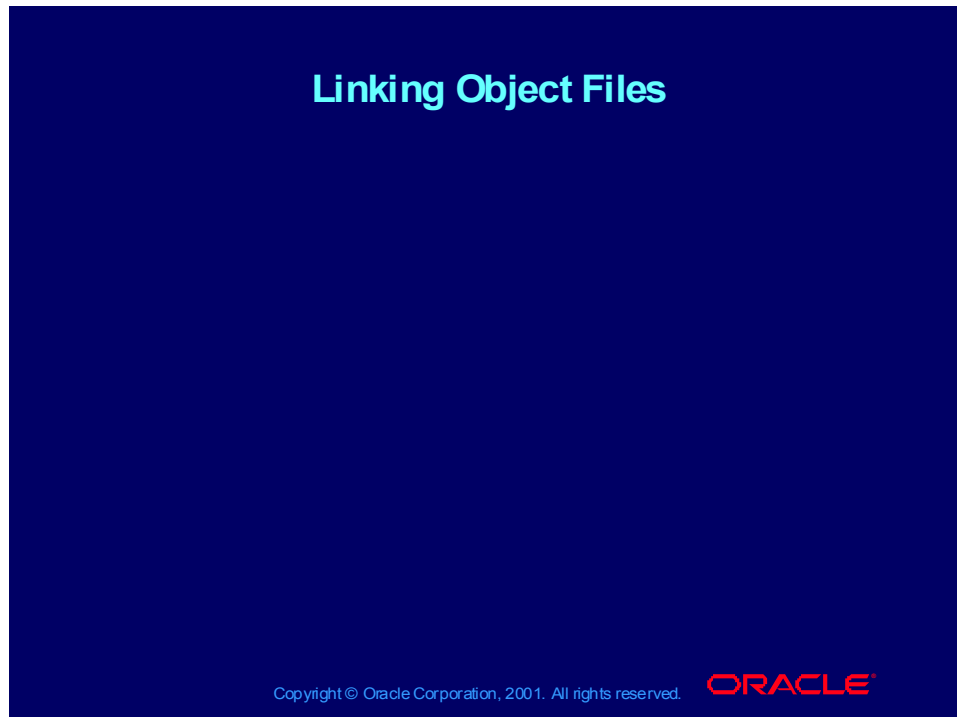 Linking Object Files
Copyright © Oracle Corporation, 2001. All rights reserved.
ORACLE®